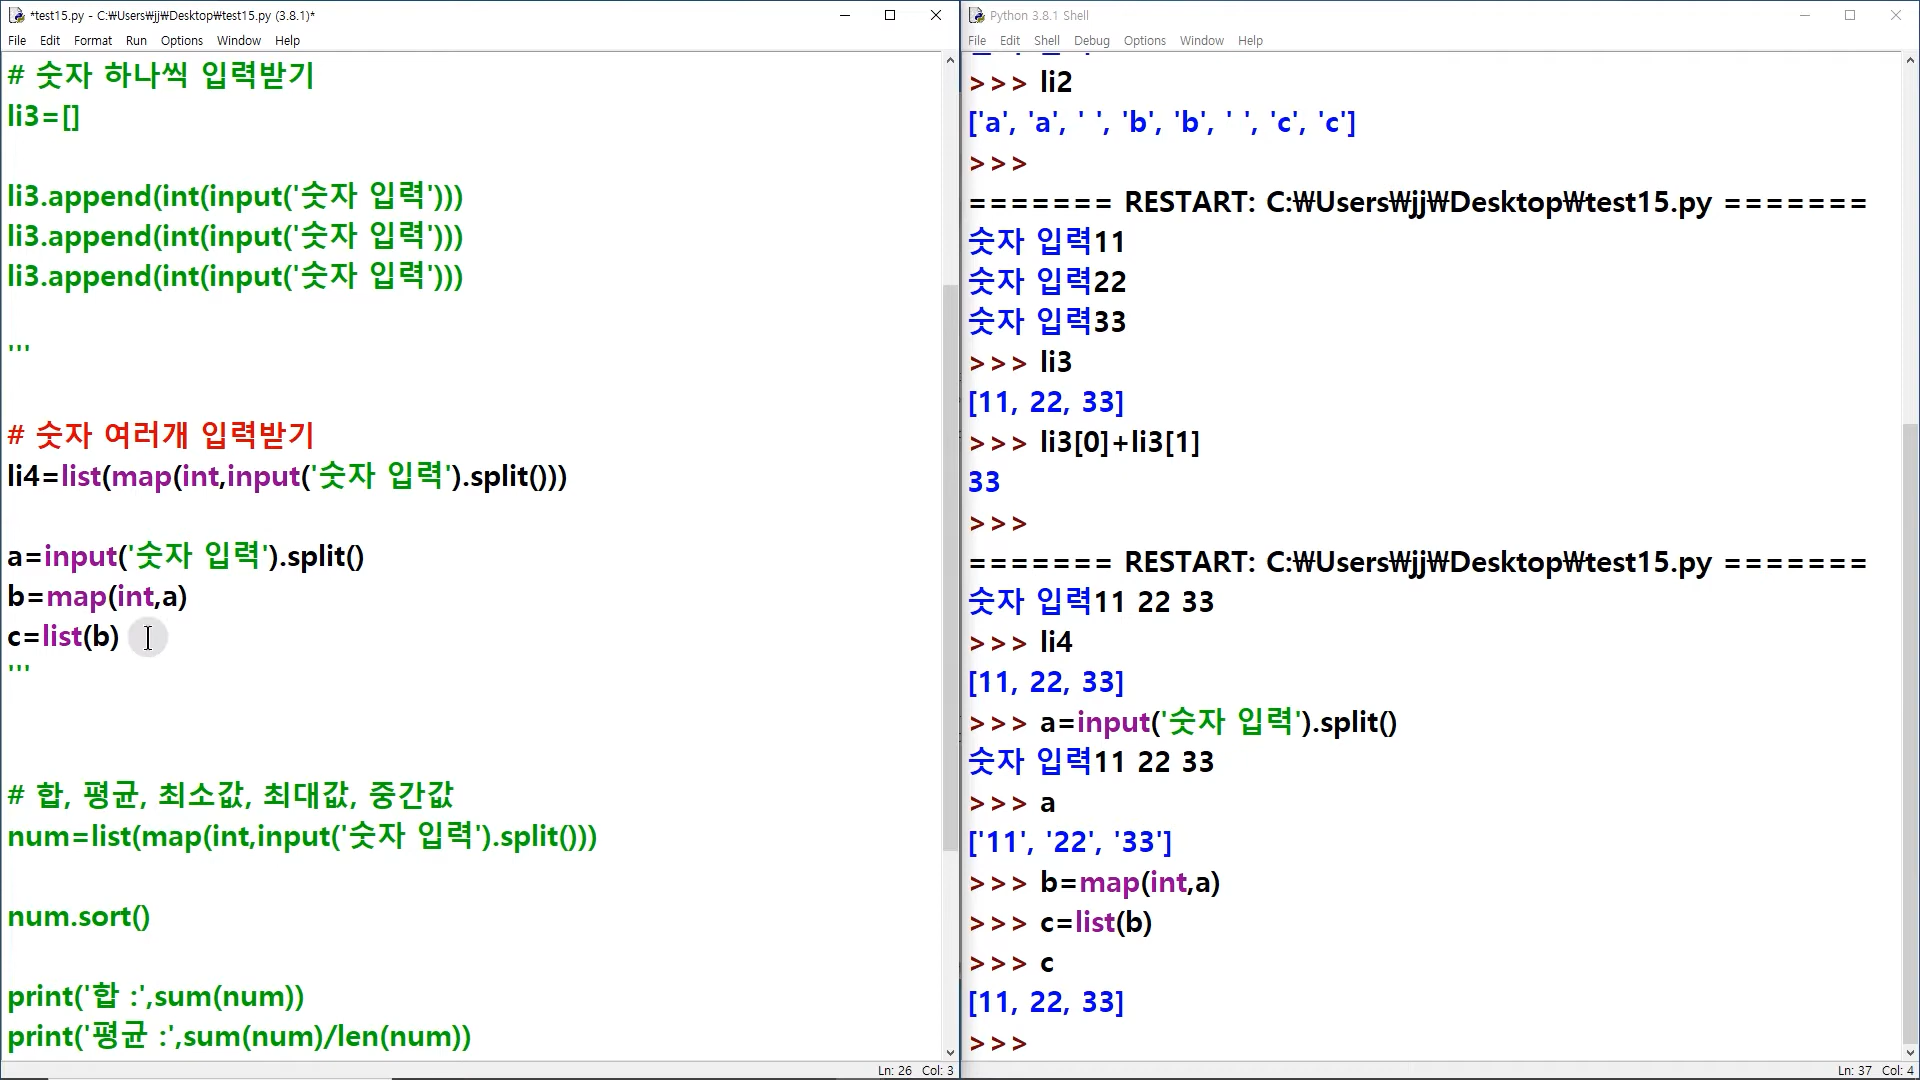 *test15.py - C:₩Users₩jj₩Desktop₩test15.py (3.8.1)*
File Edit Format Run Options Window Help
# 숫자 하나씩 입력받기
li3=[]
li3.append(int(input('숫자 입력')))
li3.append(int(input('숫자 입력')))
li3.append(int(input('숫자 입력')))
'''
# 숫자 여러개 입력받기
li4=list(map(int,input('숫자 입력').split()))
a=input('숫자 입력').split()
b=map(int,a)
c=list(b)
'''
# 합, 평균, 최소값, 최대값, 중간값
num=list(map(int,input('숫자 입력').split()))
num.sort()
print('합 :',sum(num))
print('평균 :',sum(num)/len(num))
Ln: 26 Col: 3
Python 3.8.1 Shell
File Edit Shell Debug Options Window Help
>>> li2
['a', 'a', ' ', 'b', 'b', ' ', 'c', 'c']
>>>
======= RESTART: C:₩Users₩jj₩Desktop₩test15.py =======
숫자 입력11
숫자 입력22
숫자 입력33
>>> li3
[11, 22, 33]
>>> li3[0]+li3[1]
33
>>>
======= RESTART: C:₩Users₩jj₩Desktop₩test15.py =======
숫자 입력11 22 33
>>> li4
[11, 22, 33]
>>> a=input('숫자 입력').split()
숫자 입력11 22 33
>>> a
['11', '22', '33']
>>> b=map(int,a)
>>> c=list(b)
>>> c
[11, 22, 33]
>>>
Ln: 37 Col: 4